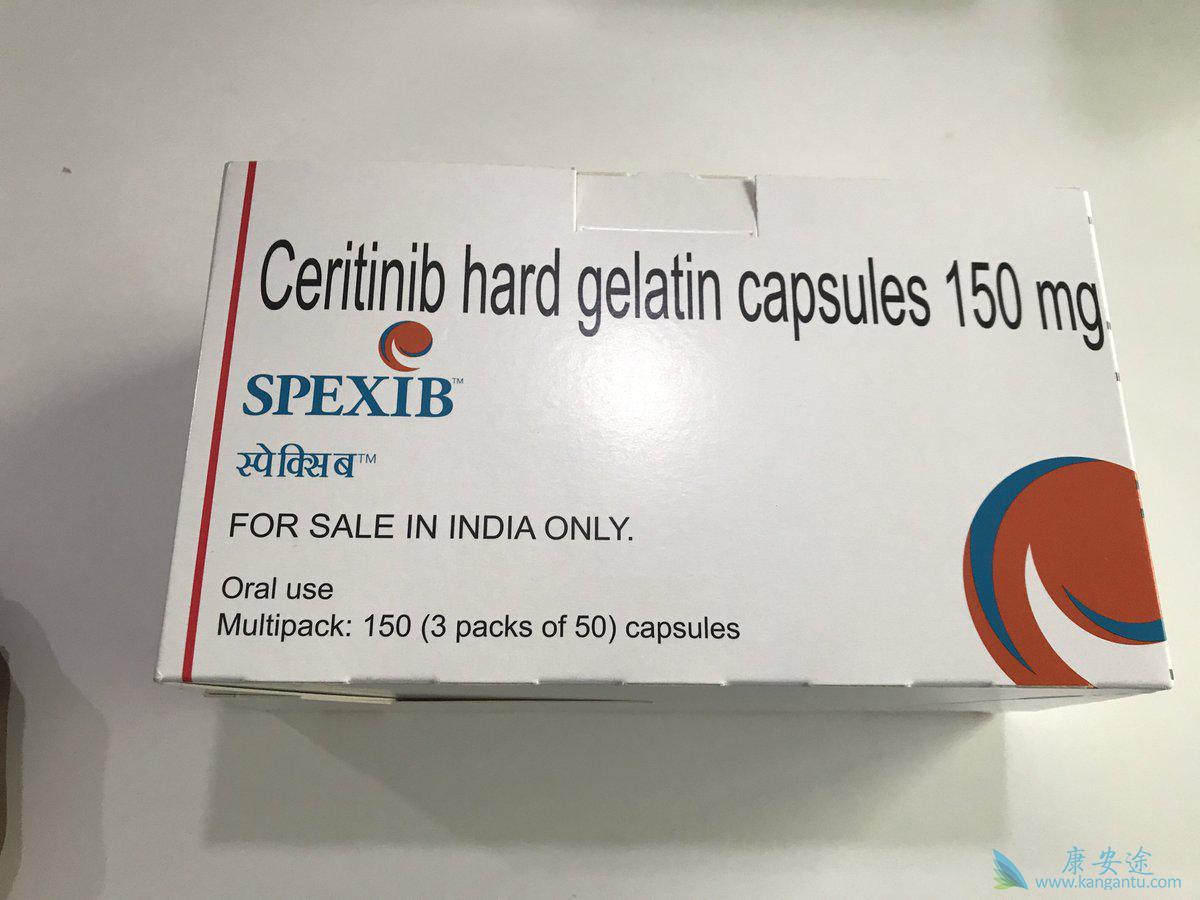 Ceritinib hard gelatin capsules 150 mg
SPEXIB™
स्पेक्सिब™
FOR SALE IN INDIA ONLY.
Oral use
Multipack: 150 (3 packs of 50) capsules
康安途
www.kangantu.com